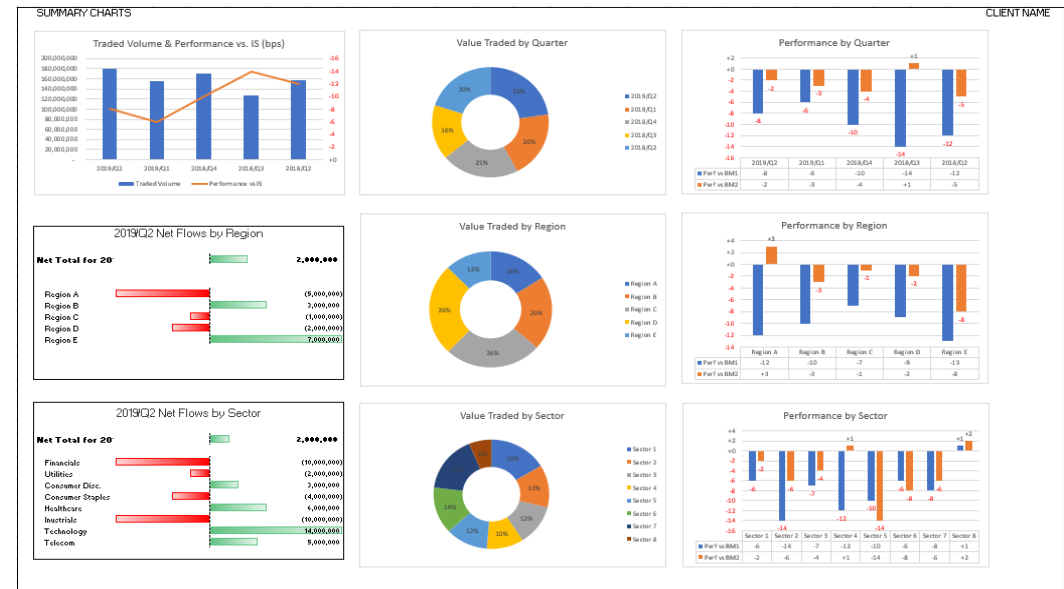 SUMMARY CHARTS CLIENT NAME
Traded Volume & Performance vs. IS (bps)
200,000,000 -16
180,000,000 -14
160,000,000 -12
140,000,000 -10
120,000,000 -8
100,000,000 -6
80,000,000 -4
60,000,000 -2
40,000,000 +0
20,000,000
-
2019/Q2 2019/Q1 2018/Q4 2018/Q3 2018/Q2
Traded Volume Performance vs IS
Value Traded by Quarter
23%
20%
21%
16%
20%
2019/Q2
2019/Q1
2018/Q4
2018/Q3
2018/Q2
Performance by Quarter
+2
+0
-2
-4
-6
-8
-10
-12
-14
-16
-8 -2 -6 -3 -10 -4 -14 +1 -12 -5
2019/Q2 2019/Q1 2018/Q4 2018/Q3 2018/Q2
Perf vs BM1 -8 -6 -10 -14 -12
Perf vs BM2 -2 -3 -4 +1 -5
2019/Q2 Net Flows by Region
Net Total for 20 2,000,000
Region A (5,000,000)
Region B 3,000,000
Region C (1,000,000)
Region D (2,000,000)
Region E 7,000,000
Value Traded by Region
16%
20%
26%
26%
12%
Region A
Region B
Region C
Region D
Region E
Performance by Region
+4
+2
+0
-2
-4
-6
-8
-10
-12
-14
+3 -3 -1 -2 -8
Region A Region B Region C Region D Region E
Perf vs BM1 -12 -10 -7 -9 -13
Perf vs BM2 +3 -3 -1 -2 -8
2019/Q2 Net Flows by Sector
Net Total for 20 2,000,000
Financials (10,000,000)
Utilities (2,000,000)
Consumer Disc. 3,000,000
Consumer Staples (4,000,000)
Healthcare 6,000,000
Inustrials (10,000,000)
Technology 14,000,000
Telecom 5,000,000
Value Traded by Sector
16%
13%
12%
10%
12%
14%
6%
Sector 1
Sector 2
Sector 3
Sector 4
Sector 5
Sector 6
Sector 7
Sector 8
Performance by Sector
+4
+2
+0
-2
-4
-6
-8
-10
-12
-14
-16
-6 -2 -14 -6 -7 -4 -12 +1 -10 -14 -6 -8 -8 -6 +1 +2
Sector 1 Sector 2 Sector 3 Sector 4 Sector 5 Sector 6 Sector 7 Sector 8
Perf vs BM1 -6 -14 -7 -12 -10 -6 -8 +1
Perf vs BM2 -2 -6 -4 +1 -14 -8 -6 +2